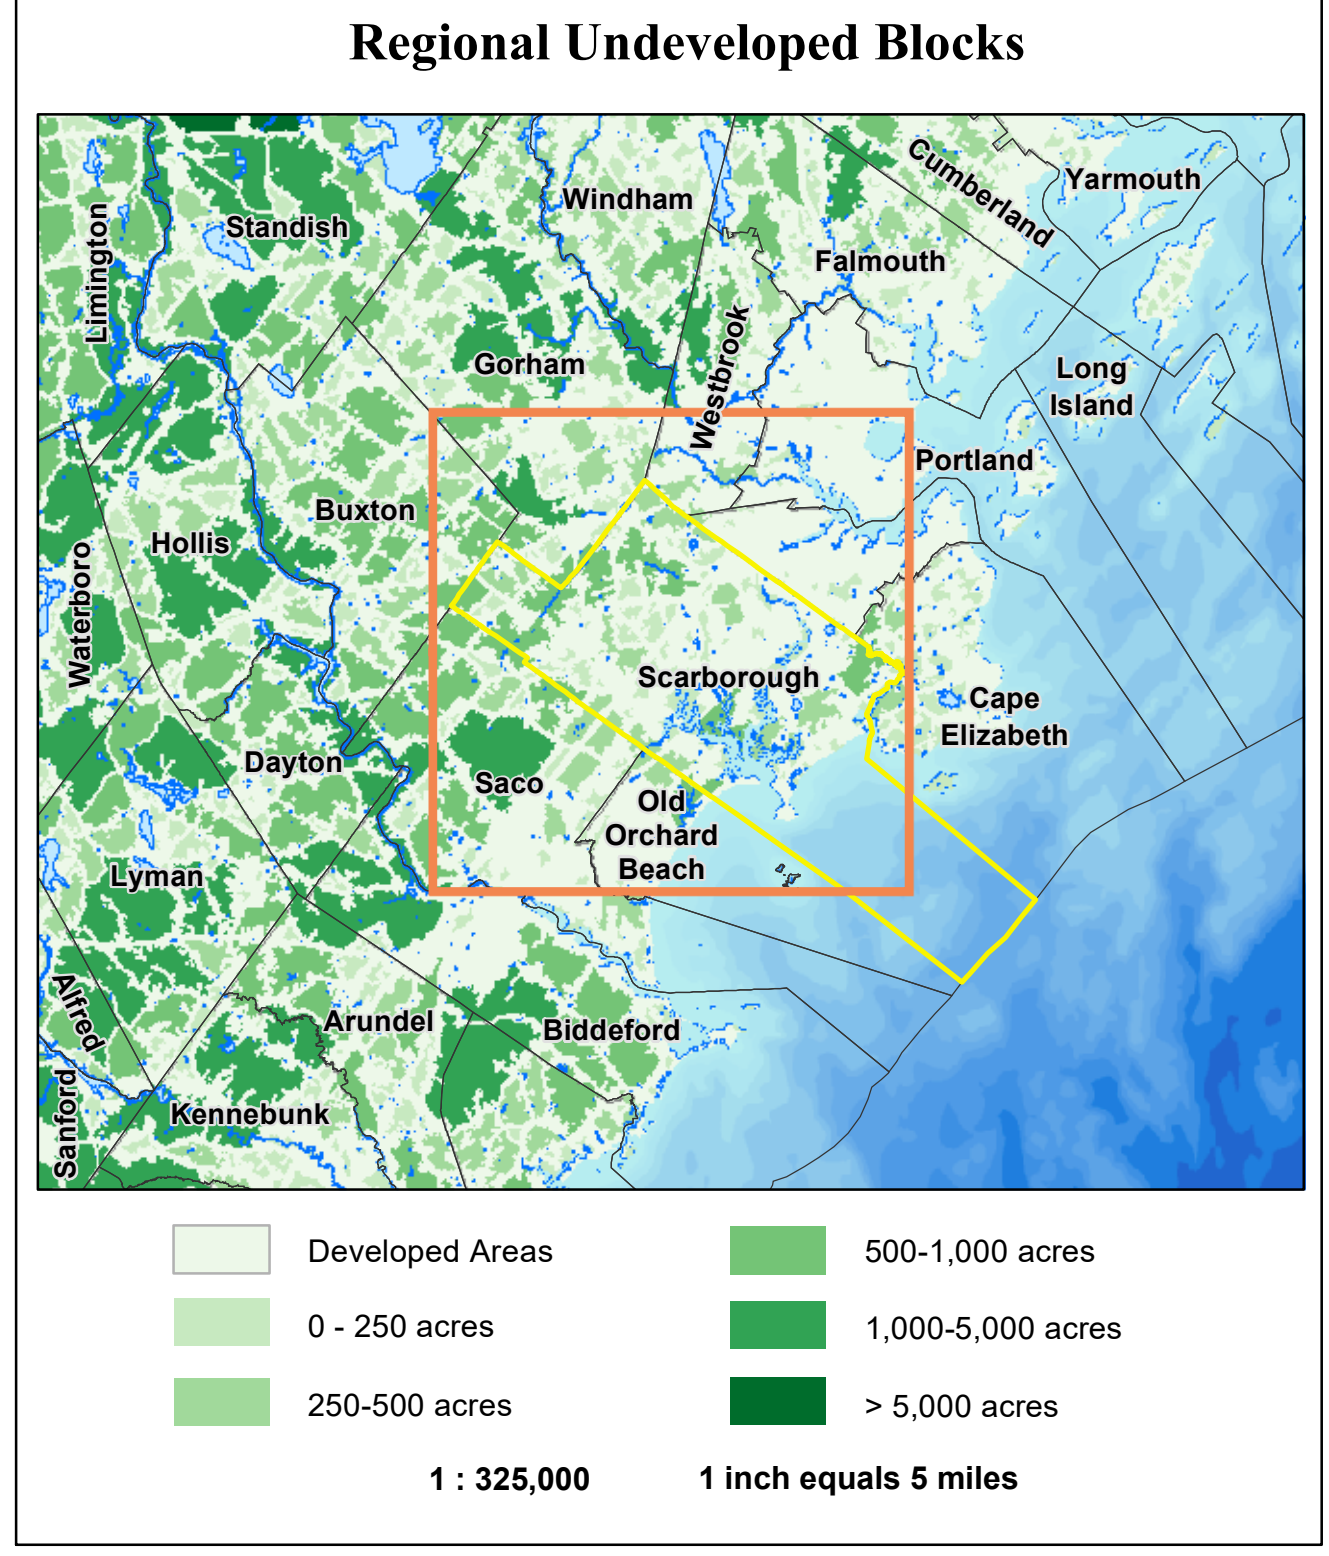 Regional Undeveloped Blocks
Cumberland
Yarmouth
Windham
Standish
Limington
Falmouth
Westbrook
Gorham
Long
Island
Portland
Buxton
Hollis
Waterboro
Scarborough
Cape
Elizabeth
Dayton
Saco
Old
Orchard
Beach
Lyman
Alfred
Arundel
Biddeford
Kennebunk
Sanford
Developed Areas
0 - 250 acres
250-500 acres
500-1,000 acres
1,000-5,000 acres
> 5,000 acres
1 : 325,000
1 inch equals 5 miles